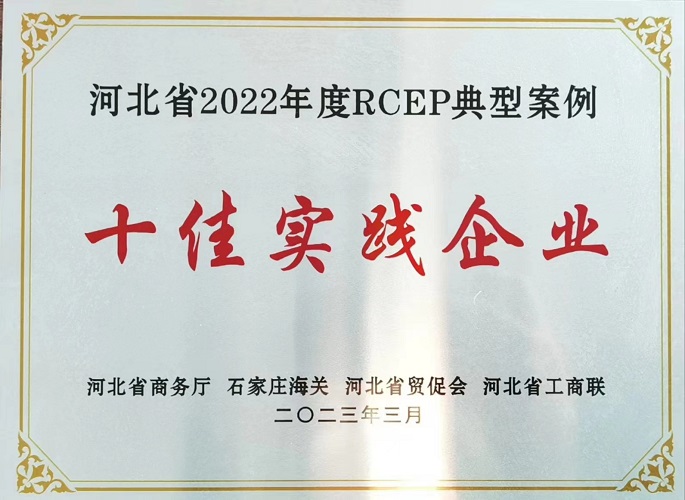 河北省2022年度RCEP典型案例
十佳实践企业
河北省商务厅 石家庄海关 河北省贸促会 河北省工商联
二〇二三年三月